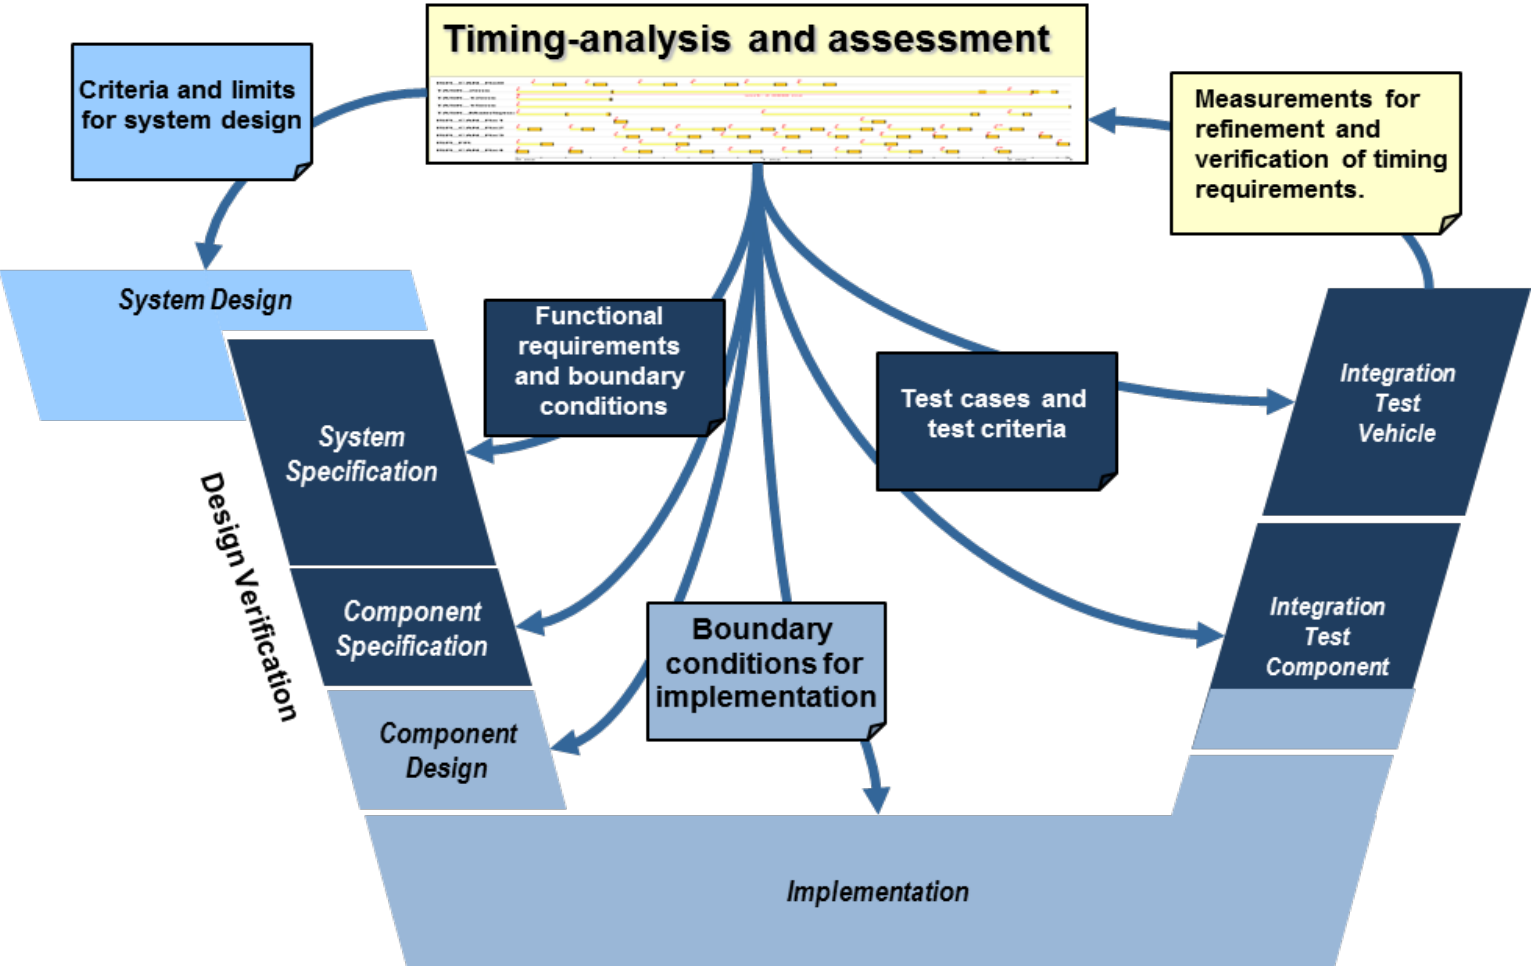 Timing-analysis and assessment
Criteria and limits
for system design
Measurements for
refinement and
verification of timing
requirements.
System Design
Functional
requirements
and boundary
conditions
Test cases and
test criteria
Integration
Test
Vehicle
System
Specification
Design Verification
Component
Specification
Boundary
conditions for
implementation
Integration
Test
Component
Component
Design
Implementation